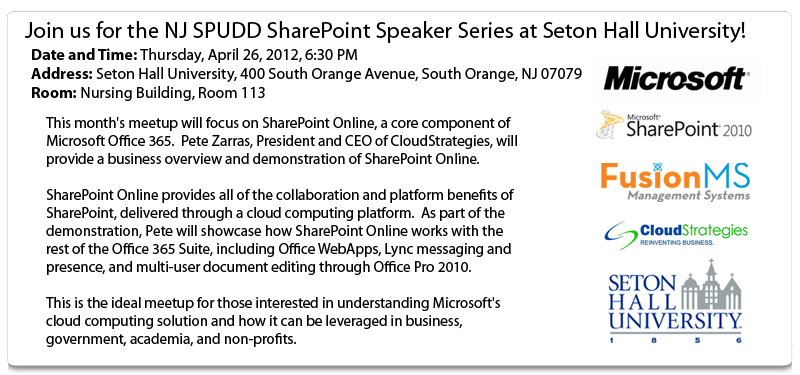 Join us for the NJ SPUDD SharePoint Speaker Series at Seton Hall University!
Date and Time: Thursday, April 26, 2012, 6:30 PM
Address: Seton Hall University, 400 South Orange Avenue, South Orange, NJ 07079
Room: Nursing Building, Room 113
This month's meetup will focus on SharePoint Online, a core component of
Microsoft Office 365.  Pete Zarras, President and CEO of CloudStrategies, will
provide a business overview and demonstration of SharePoint Online.
SharePoint Online provides all of the collaboration and platform benefits of
SharePoint, delivered through a cloud computing platform.  As part of the
demonstration, Pete will showcase how SharePoint Online works with the
rest of the Office 365 Suite, including Office WebApps, Lync messaging and
presence, and multi-user document editing through Office Pro 2010.
This is the ideal meetup for those interested in understanding Microsoft's
cloud computing solution and how it can be leveraged in business,
government, academia, and non-profits.
Microsoft®
Microsoft®
SharePoint 2010
FusionMS
Management Systems
CloudStrategies
REINVENTING BUSINESS.
SETON
HALL
UNIVERSITY.
1 8 5 6